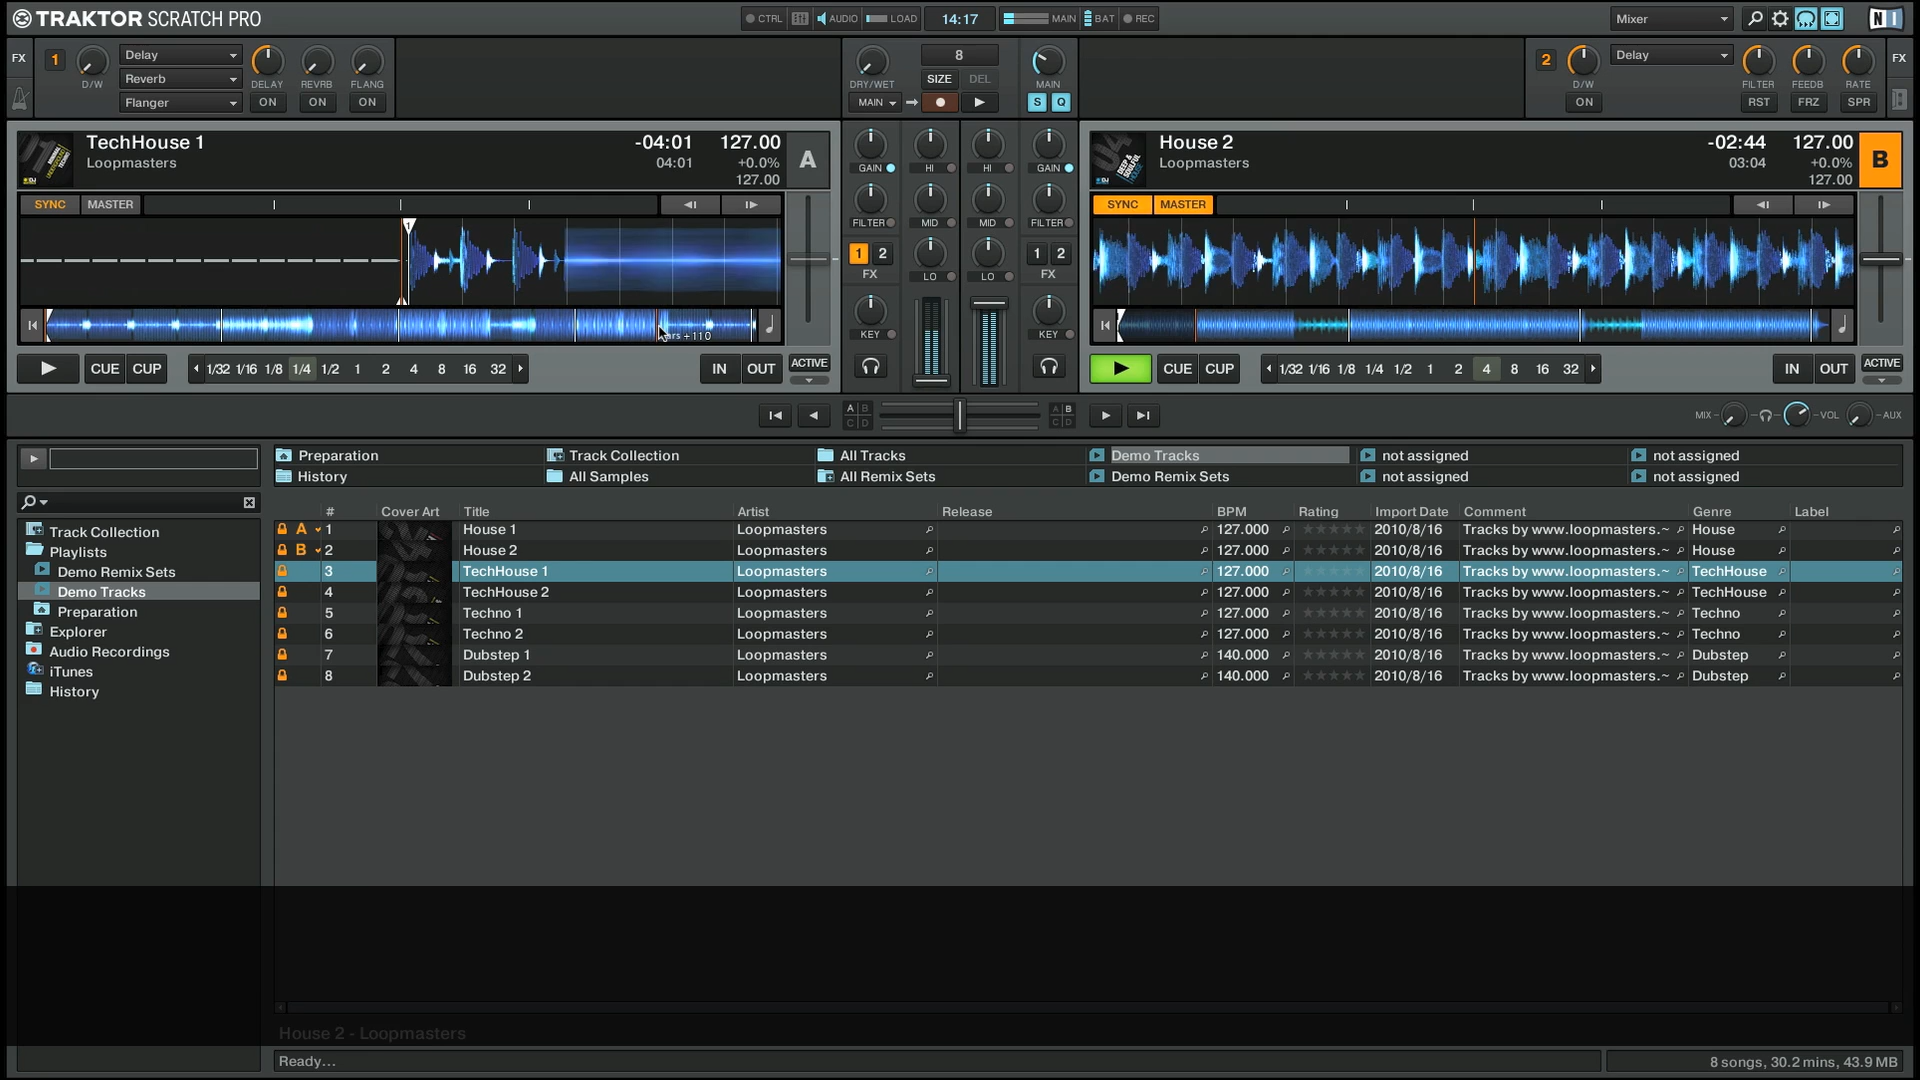 TRAKTOR SCRATCH PRO
CTRL AUDIO LOAD 14:17 MAIN BAT REC
Mixer
FX 1 D/W Delay Reverb Flanger DELAY REVRB FLANG
ON ON ON
DRY/WET 8 MAIN
SIZE DEL
MAIN S Q
2 D/W Delay FILTER FEEDB RATE FX
ON RST FRZ SPR
TechHouse 1 -04:01 127.00 A
Loopmasters 04:01 +0.0%
127.00
SYNC MASTER
GAIN HI HI GAIN
FILTER MID MID FILTER
1 2 LO LO 1 2
FX FX
KEY KEY
House 2 -02:44 127.00 B
Loopmasters 03:04 +0.0%
127.00
SYNC MASTER
CUE CUP 1/32 1/16 1/8 1/4 1/2 1 2 4 8 16 32 IN OUT ACTIVE
CUE CUP 1/32 1/16 1/8 1/4 1/2 1 2 4 8 16 32 IN OUT ACTIVE
A B C D
A B C D
MIX VOL AUX
Preparation Track Collection All Tracks Demo Tracks not assigned not assigned
History All Samples All Remix Sets Demo Remix Sets not assigned not assigned
Track Collection
Playlists
Demo Remix Sets
Demo Tracks
Preparation
Explorer
Audio Recordings
iTunes
History
# Cover Art Title Artist Release BPM Rating Import Date Comment Genre Label
A 1 House 1 Loopmasters 127.000 2010/8/16 Tracks by www.loopmasters.~ House
B 2 House 2 Loopmasters 127.000 2010/8/16 Tracks by www.loopmasters.~ House
3 TechHouse 1 Loopmasters 127.000 2010/8/16 Tracks by www.loopmasters.~ TechHouse
4 TechHouse 2 Loopmasters 127.000 2010/8/16 Tracks by www.loopmasters.~ TechHouse
5 Techno 1 Loopmasters 127.000 2010/8/16 Tracks by www.loopmasters.~ Techno
6 Techno 2 Loopmasters 127.000 2010/8/16 Tracks by www.loopmasters.~ Techno
7 Dubstep 1 Loopmasters 140.000 2010/8/16 Tracks by www.loopmasters.~ Dubstep
8 Dubstep 2 Loopmasters 140.000 2010/8/16 Tracks by www.loopmasters.~ Dubstep
House 2 - Loopmasters
Ready... 8 songs, 30.2 mins, 43.9 MB